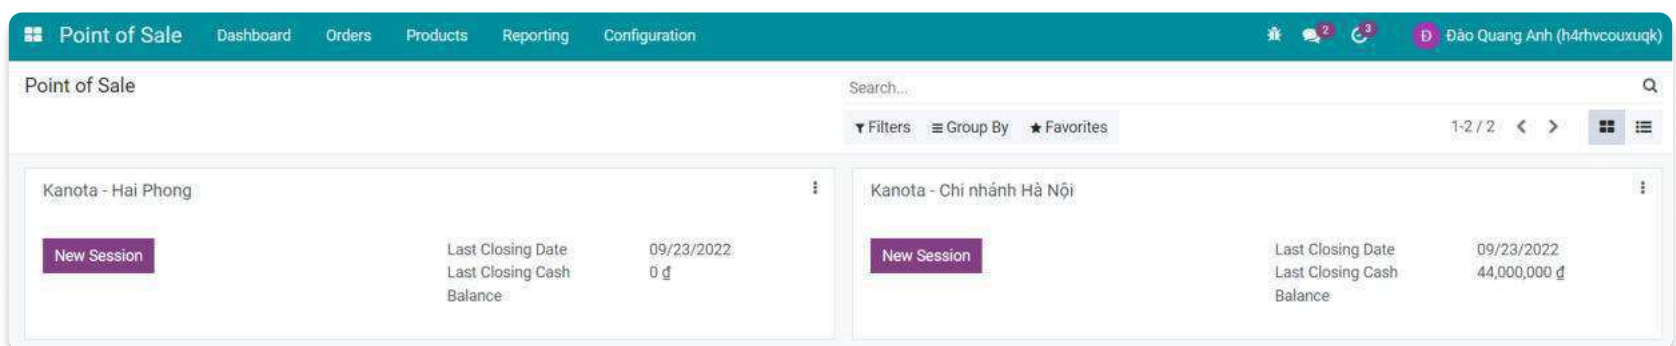 Point of Sale Dashboard Orders Products Reporting Configuration 2 3 Đ Đào Quang Anh (h4rhvcouxuqk)
Point of Sale Search...
Filters Group By Favorites 1-2 / 2
Kanota - Hai Phong
New Session
Last Closing Date 09/23/2022
Last Closing Cash 0 ₫
Balance
Kanota - Chi nhánh Hà Nội
New Session
Last Closing Date 09/23/2022
Last Closing Cash 44,000,000 ₫
Balance